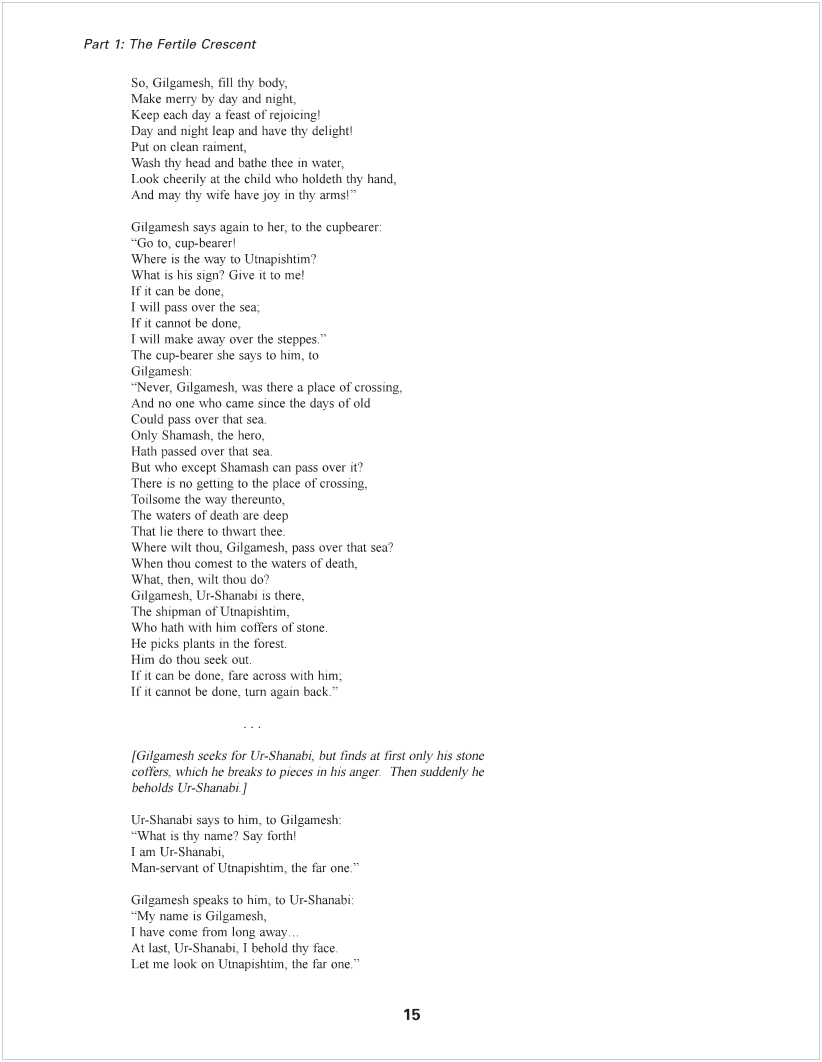 Part 1: The Fertile Crescent
So, Gilgamesh, fill thy body,
Make merry by day and night,
Keep each day a feast of rejoicing!
Day and night leap and have thy delight!
Put on clean raiment,
Wash thy head and bathe thee in water,
Look cheerily at the child who holdeth thy hand,
And may thy wife have joy in thy arms!”
Gilgamesh says again to her, to the cupbearer:
“Go to, cup-bearer!
Where is the way to Utnapishtim?
What is his sign? Give it to me!
If it can be done,
I will pass over the sea;
If it cannot be done,
I will make away over the steppes.”
The cup-bearer she says to him, to
Gilgamesh:
“Never, Gilgamesh, was there a place of crossing,
And no one who came since the days of old
Could pass over that sea.
Only Shamash, the hero,
Hath passed over that sea.
But who except Shamash can pass over it?
There is no getting to the place of crossing,
Toilsome the way thereunto,
The waters of death are deep
That lie there to thwart thee.
Where wilt thou, Gilgamesh, pass over that sea?
When thou comest to the waters of death,
What, then, wilt thou do?
Gilgamesh, Ur-Shanabi is there,
The shipman of Utnapishtim,
Who hath with him coffers of stone.
He picks plants in the forest.
Him do thou seek out.
If it can be done, fare across with him;
If it cannot be done, turn again back.”
. . .
[Gilgamesh seeks for Ur-Shanabi, but finds at first only his stone
coffers, which he breaks to pieces in his anger.  Then suddenly he
beholds Ur-Shanabi.]
Ur-Shanabi says to him, to Gilgamesh:
“What is thy name? Say forth!
I am Ur-Shanabi,
Man-servant of Utnapishtim, the far one.”
Gilgamesh speaks to him, to Ur-Shanabi:
“My name is Gilgamesh,
I have come from long away…
At last, Ur-Shanabi, I behold thy face.
Let me look on Utnapishtim, the far one.”
15